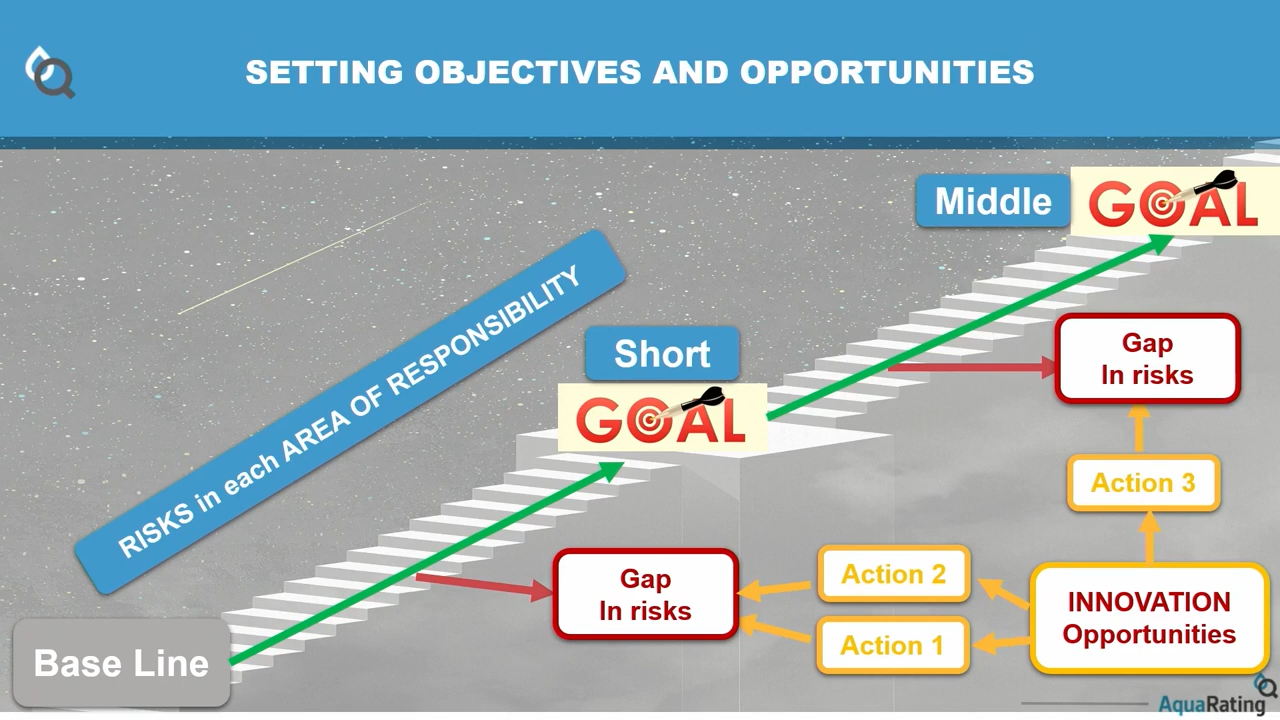 SETTING OBJECTIVES AND OPPORTUNITIES
Middle
GOAL
RISKS in each AREA OF RESPONSIBILITY
Short
GOAL
Gap
In risks
Action 3
Gap
In risks
Action 2
Action 1
INNOVATION
Opportunities
Base Line
AquaRating